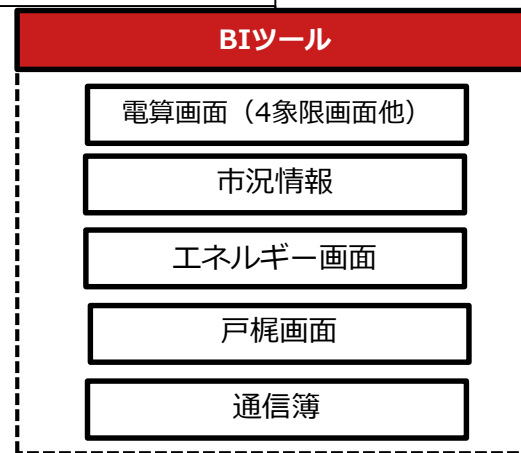 BIツール
電算画面（4象限画面他）
市況情報
エネルギー画面
戸梶画面
通信簿